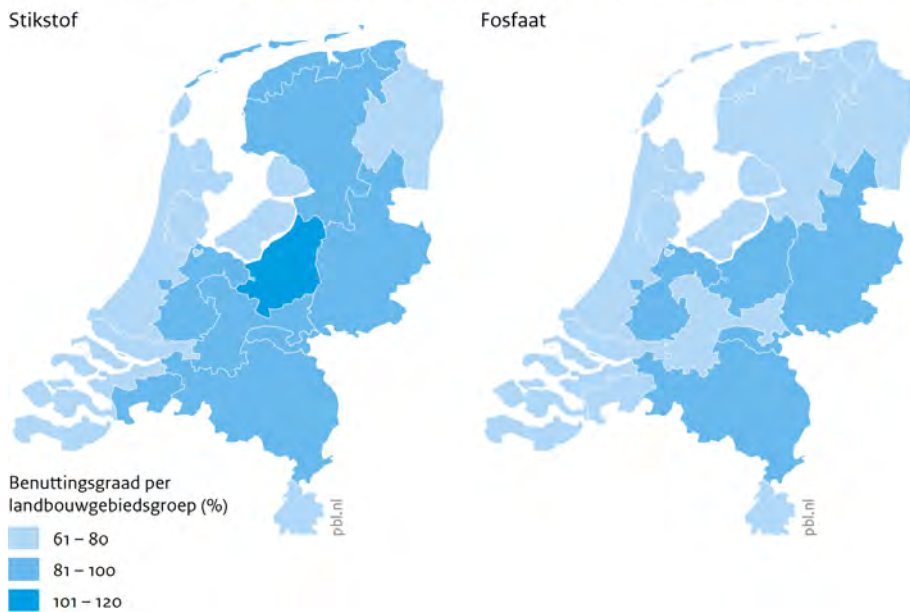 Stikstof
Fosfaat
Benuttingsgraad per
landbouwgebiedsgroep (%)
61 – 80
81 – 100
101 – 120
pbl.nl
pbl.nl